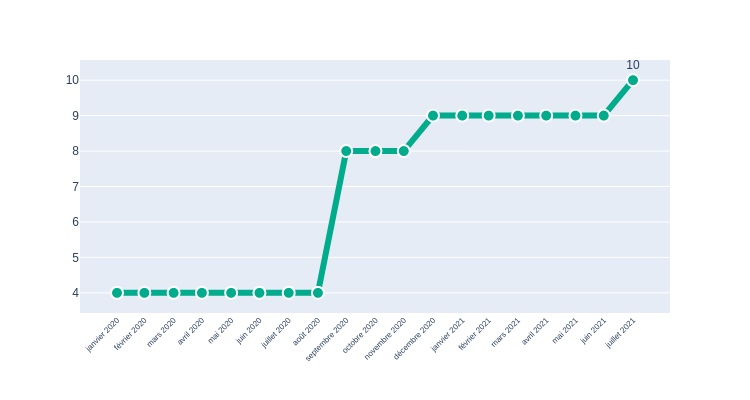 10
10
9
8
7
6
5
4
janvier 2020
février 2020
mars 2020
avril 2020
mai 2020
juin 2020
juillet 2020
août 2020
septembre 2020
octobre 2020
novembre 2020
décembre 2020
janvier 2021
février 2021
mars 2021
avril 2021
mai 2021
juin 2021
juillet 2021